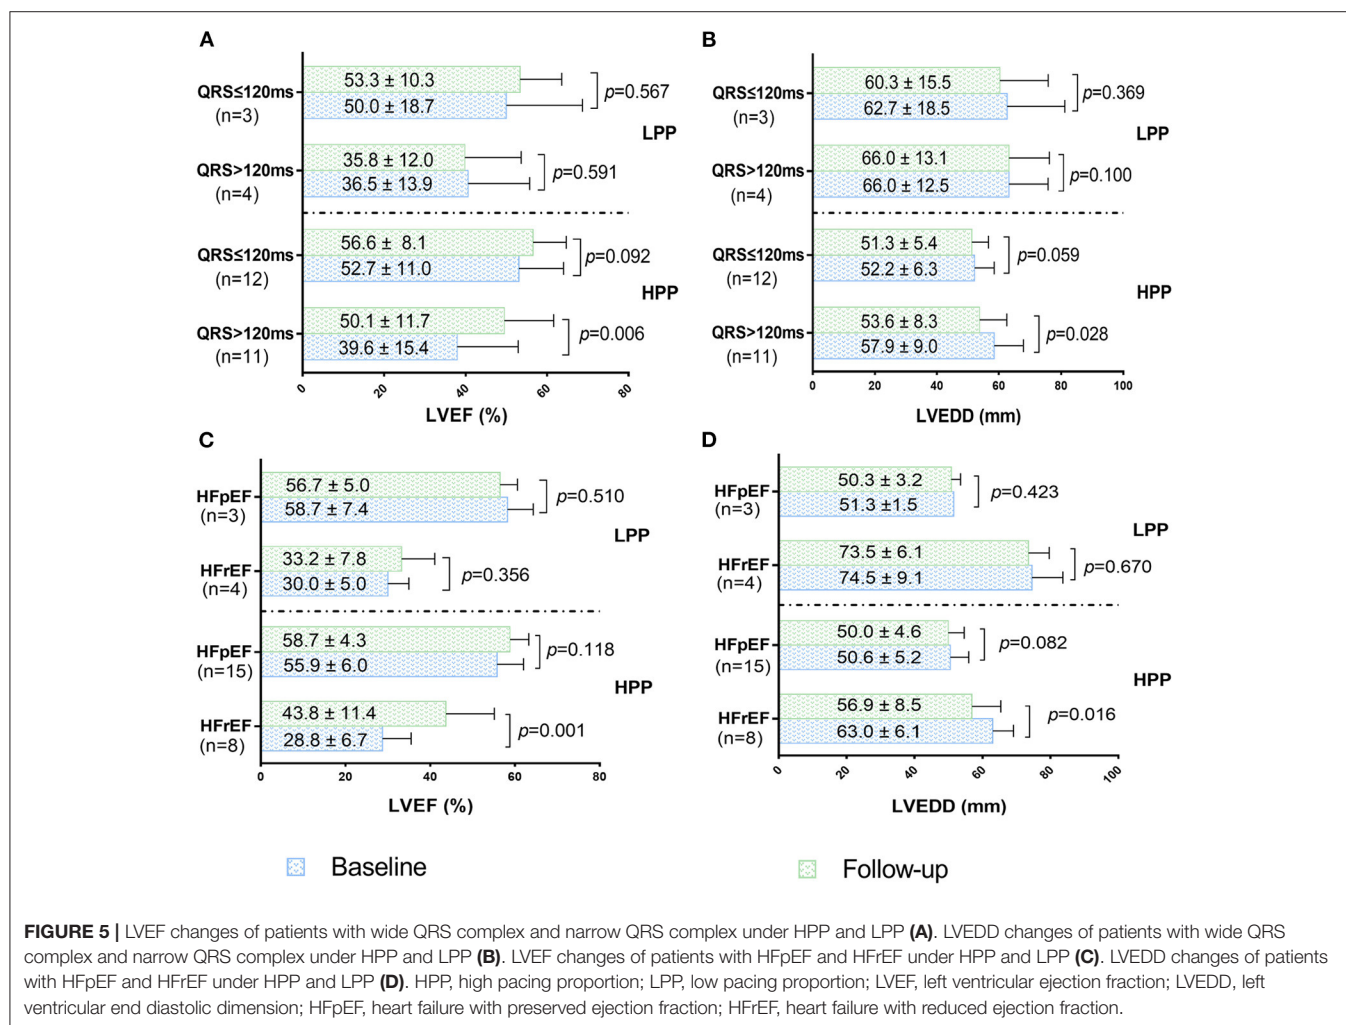 A
QRS≤120ms
(n=3)
53.3 ± 10.3
50.0 ± 18.7
p=0.567
LPP
QRS>120ms
(n=4)
35.8 ± 12.0
36.5 ± 13.9
p=0.591
QRS≤120ms
(n=12)
56.6 ± 8.1
52.7 ± 11.0
p=0.092
HPP
QRS>120ms
(n=11)
50.1 ± 11.7
39.6 ± 15.4
p=0.006
0 20 40 60 80
LVEF (%)
B
QRS≤120ms
(n=3)
60.3 ± 15.5
62.7 ± 18.5
p=0.369
LPP
QRS>120ms
(n=4)
66.0 ± 13.1
66.0 ± 12.5
p=0.100
QRS≤120ms
(n=12)
51.3 ± 5.4
52.2 ± 6.3
p=0.059
HPP
QRS>120ms
(n=11)
53.6 ± 8.3
57.9 ± 9.0
p=0.028
0 20 40 60 80 100
LVEDD (mm)
C
HFpEF
(n=3)
56.7 ± 5.0
58.7 ± 7.4
p=0.510
LPP
HFrEF
(n=4)
33.2 ± 7.8
30.0 ± 5.0
p=0.356
HFpEF
(n=15)
58.7 ± 4.3
55.9 ± 6.0
p=0.118
HPP
HFrEF
(n=8)
43.8 ± 11.4
28.8 ± 6.7
p=0.001
0 20 40 60 80
LVEF (%)
D
HFpEF
(n=3)
50.3 ± 3.2
51.3 ±1.5
p=0.423
LPP
HFrEF
(n=4)
73.5 ± 6.1
74.5 ± 9.1
p=0.670
HFpEF
(n=15)
50.0 ± 4.6
50.6 ± 5.2
p=0.082
HPP
HFrEF
(n=8)
56.9 ± 8.5
63.0 ± 6.1
p=0.016
0 20 40 60 80 100
LVEDD (mm)
Baseline
Follow-up
FIGURE 5 | LVEF changes of patients with wide QRS complex and narrow QRS complex under HPP and LPP (A). LVEDD changes of patients with wide QRS
complex and narrow QRS complex under HPP and LPP (B). LVEF changes of patients with HFpEF and HFrEF under HPP and LPP (C). LVEDD changes of patients
with HFpEF and HFrEF under HPP and LPP (D). HPP, high pacing proportion; LPP, low pacing proportion; LVEF, left ventricular ejection fraction; LVEDD, left
ventricular end diastolic dimension; HFpEF, heart failure with preserved ejection fraction; HFrEF, heart failure with reduced ejection fraction.